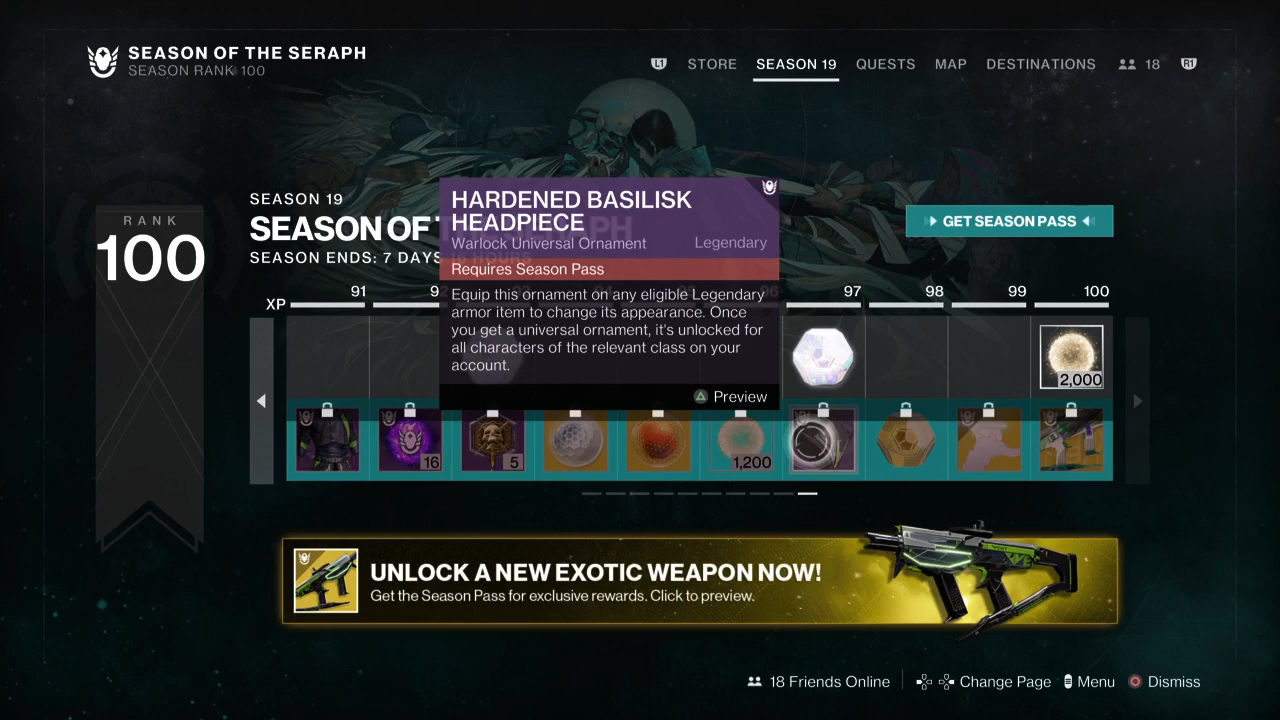 SEASON OF THE SERAPH
SEASON RANK 100
L1 STORE SEASON 19 QUESTS MAP DESTINATIONS 18 R1
RANK
100
SEASON 19
SEASON OF
SEASON ENDS: 7 DAYS
GET SEASON PASS
HARDENED BASILISK
HEADPIECE
Warlock Universal Ornament Legendary
Requires Season Pass
Equip this ornament on any eligible Legendary
armor item to change its appearance. Once
you get a universal ornament, it's unlocked for
all characters of the relevant class on your
account.
Preview
XP 91 97 98 99 100
2,000
16 5 1,200
UNLOCK A NEW EXOTIC WEAPON NOW!
Get the Season Pass for exclusive rewards. Click to preview.
18 Friends Online Change Page Menu Dismiss